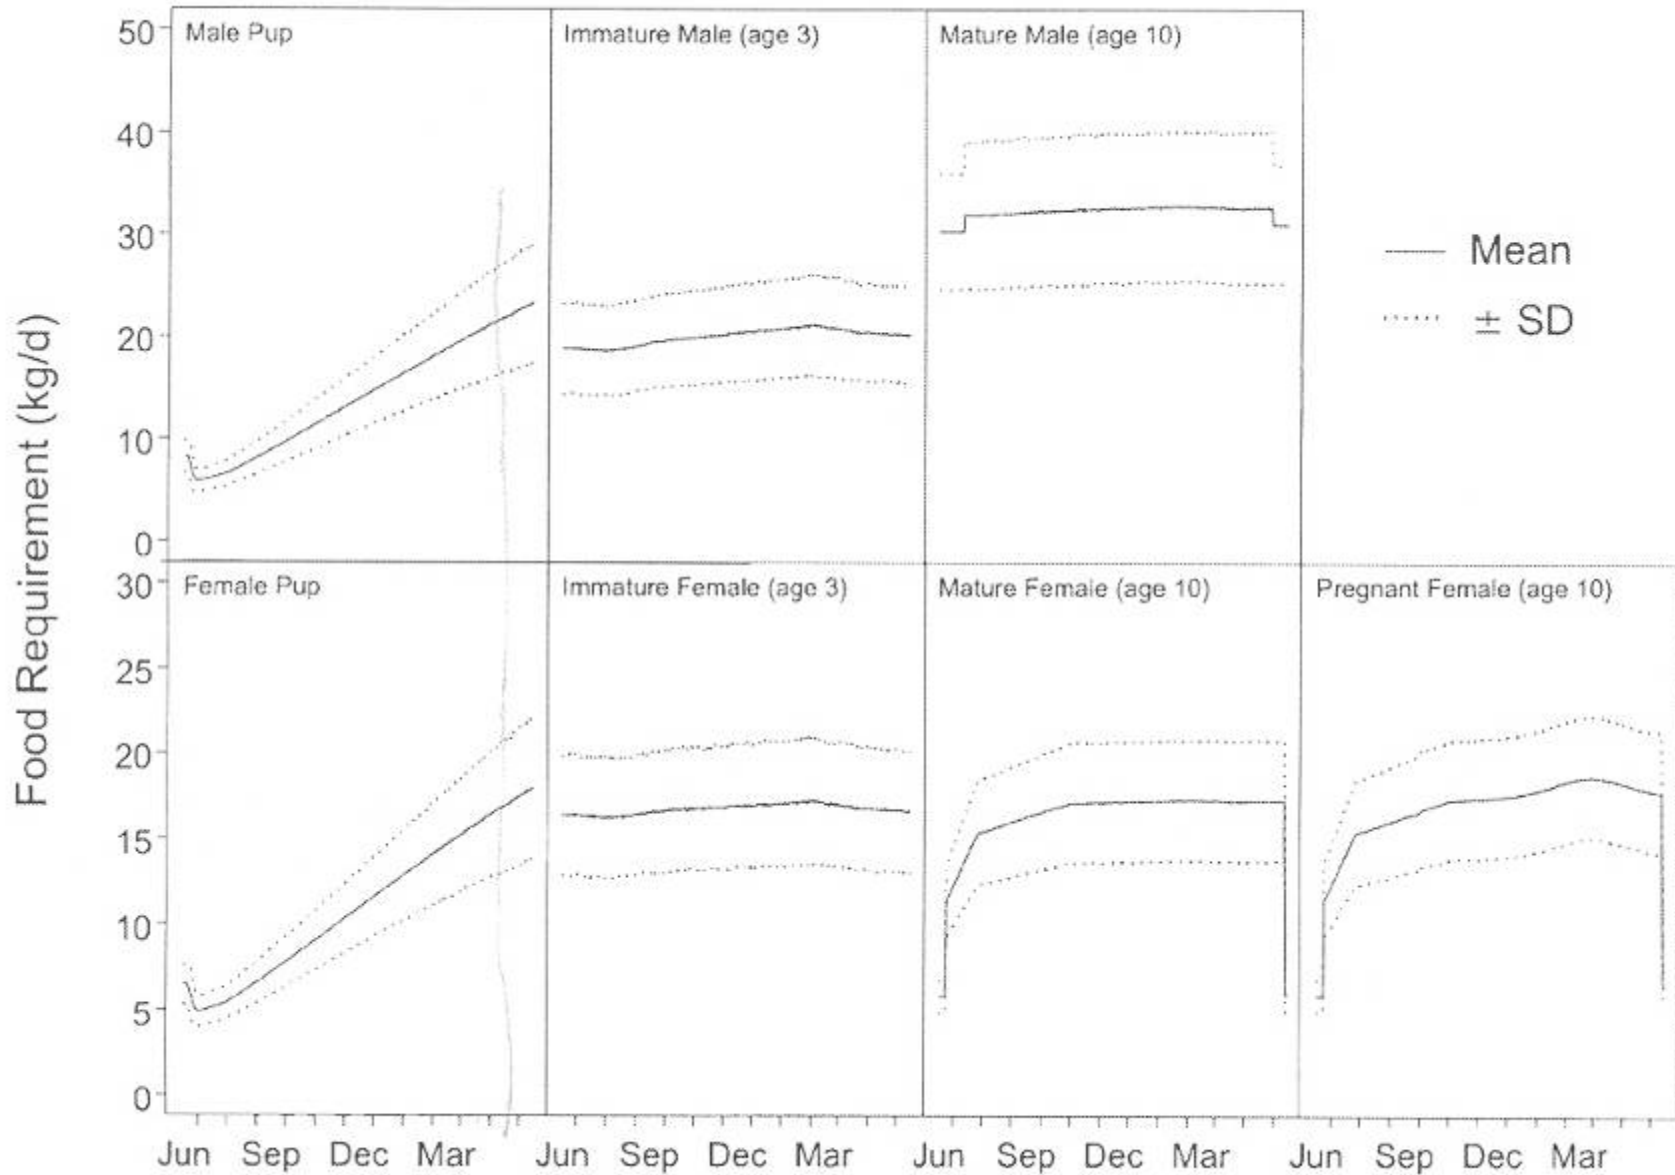 Food Requirement (kg/d)
50
40
30
20
10
0
Male Pup
Immature Male (age 3)
Mature Male (age 10)
Mean
± SD
30
25
20
15
10
5
0
Female Pup
Immature Female (age 3)
Mature Female (age 10)
Pregnant Female (age 10)
Jun Sep Dec Mar Jun Sep Dec Mar Jun Sep Dec Mar Jun Sep Dec Mar